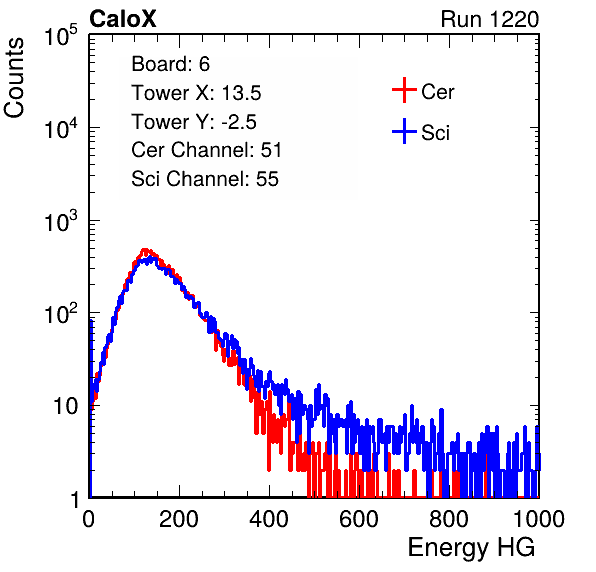 CaloX Run 1220
Counts
10^5
10^4
10^3
10^2
10
1
Board: 6
Tower X: 13.5
Tower Y: -2.5
Cer Channel: 51
Sci Channel: 55
Cer
Sci
0 200 400 600 800 1000
Energy HG